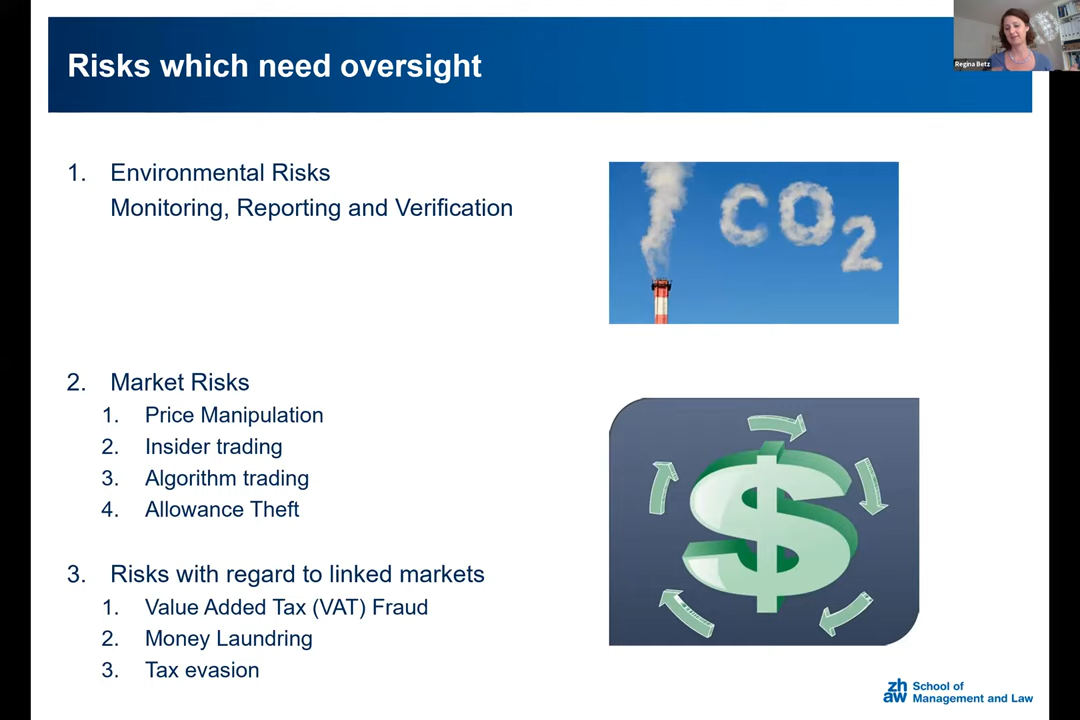 Risks which need oversight
Regina Betz
1. Environmental Risks
Monitoring, Reporting and Verification
CO2
2. Market Risks
1. Price Manipulation
2. Insider trading
3. Algorithm trading
4. Allowance Theft
$
3. Risks with regard to linked markets
1. Value Added Tax (VAT) Fraud
2. Money Laundring
3. Tax evasion
zh
aw
School of
Management and Law